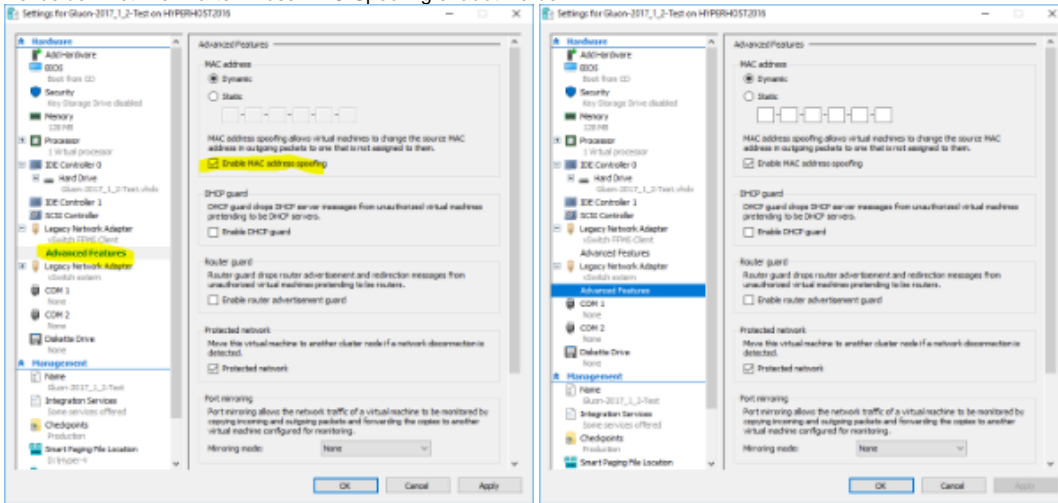 Settings for Gluon-2017_1_2-Test on HYPERHOST2016
Hardware
Add Hardware
BIOS
Boot from CD
Security
Key Storage Drive disabled
Memory
128 MB
Processor
1 Virtual processor
IDE Controller 0
Hard Drive
Gluon-2017_1_2-Test.vhdx
IDE Controller 1
SCSI Controller
Legacy Network Adapter
vSwitch FFMS-Client
Advanced Features
Legacy Network Adapter
vSwitch extern
COM 1
None
COM 2
None
Diskette Drive
None
Management
Name
Gluon-2017_1_2-Test
Integration Services
Some services offered
Checkpoints
Production
Smart Paging File Location
D:\Hyper-V
Advanced Features
MAC address
Dynamic
Static
MAC address spoofing allows virtual machines to change the source MAC
address in outgoing packets to one that is not assigned to them.
Enable MAC address spoofing
DHCP guard
DHCP guard drops DHCP server messages from unauthorized virtual machines
pretending to be DHCP servers.
Enable DHCP guard
Router guard
Router guard drops router advertisement and redirection messages from
unauthorized virtual machines pretending to be routers.
Enable router advertisement guard
Protected network
Move this virtual machine to another cluster node if a network disconnection is
detected.
Protected network
Port mirroring
Port mirroring allows the network traffic of a virtual machine to be monitored by
copying incoming and outgoing packets and forwarding the copies to another
virtual machine configured for monitoring.
Mirroring mode: None
OK Cancel Apply
Settings for Gluon-2017_1_2-Test on HYPERHOST2016
Hardware
Add Hardware
BIOS
Boot from CD
Security
Key Storage Drive disabled
Memory
128 MB
Processor
1 Virtual processor
IDE Controller 0
Hard Drive
Gluon-2017_1_2-Test.vhdx
IDE Controller 1
SCSI Controller
Legacy Network Adapter
vSwitch FFMS-Client
Advanced Features
Legacy Network Adapter
vSwitch extern
Advanced Features
COM 1
None
COM 2
None
Diskette Drive
None
Management
Name
Gluon-2017_1_2-Test
Integration Services
Some services offered
Checkpoints
Production
Smart Paging File Location
Advanced Features
MAC address
Dynamic
Static
MAC address spoofing allows virtual machines to change the source MAC
address in outgoing packets to one that is not assigned to them.
Enable MAC address spoofing
DHCP guard
DHCP guard drops DHCP server messages from unauthorized virtual machines
pretending to be DHCP servers.
Enable DHCP guard
Router guard
Router guard drops router advertisement and redirection messages from
unauthorized virtual machines pretending to be routers.
Enable router advertisement guard
Protected network
Move this virtual machine to another cluster node if a network disconnection is
detected.
Protected network
Port mirroring
Port mirroring allows the network traffic of a virtual machine to be monitored by
copying incoming and outgoing packets and forwarding the copies to another
virtual machine configured for monitoring.
Mirroring mode: None
OK Cancel Apply